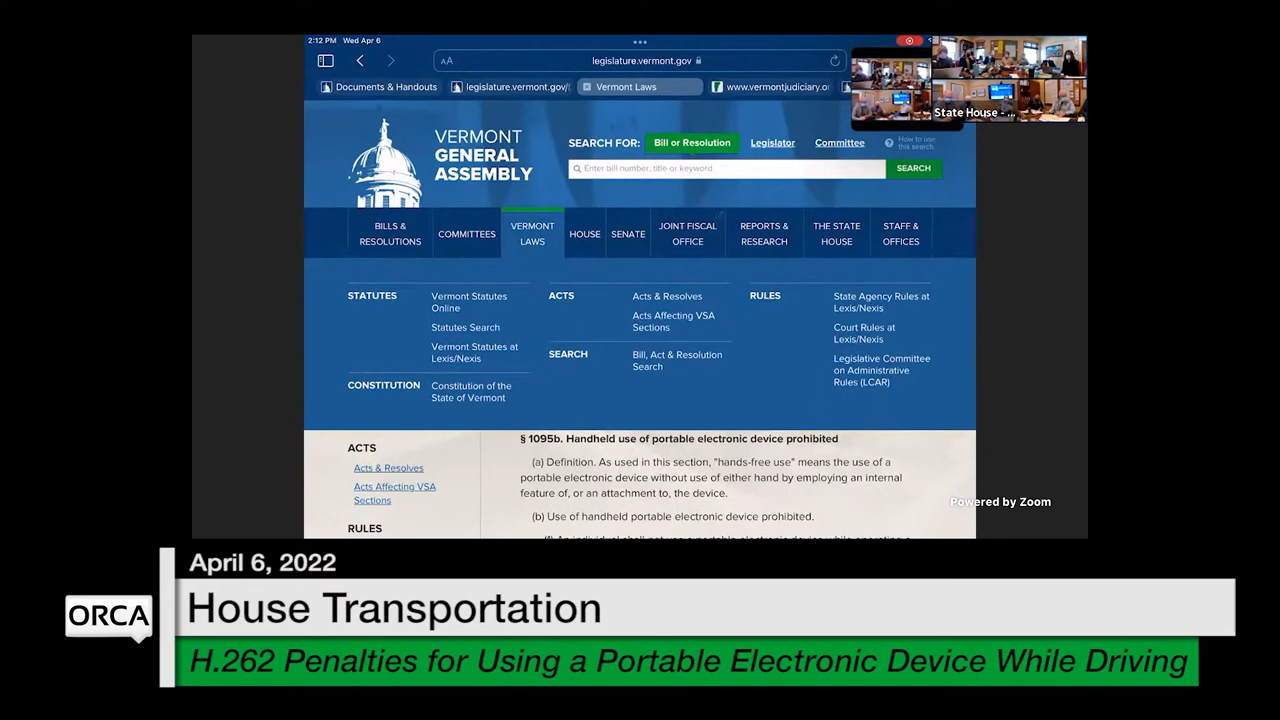 2:12 PM Wed Apr 6
AA
legislature.vermont.gov
Documents & Handouts
legislature.vermont.gov/
Vermont Laws
www.vermontjudiciary.or
State House - ...
VERMONT
GENERAL
ASSEMBLY
SEARCH FOR:
Bill or Resolution
Legislator
Committee
How to use
this search
Enter bill number, title or keyword
SEARCH
BILLS &
RESOLUTIONS
COMMITTEES
VERMONT
LAWS
HOUSE
SENATE
JOINT FISCAL
OFFICE
REPORTS &
RESEARCH
THE STATE
HOUSE
STAFF &
OFFICES
STATUTES
Vermont Statutes
Online
Statutes Search
Vermont Statutes at
Lexis/Nexis
CONSTITUTION
Constitution of the
State of Vermont
ACTS
Acts & Resolves
Acts Affecting VSA
Sections
SEARCH
Bill, Act & Resolution
Search
RULES
State Agency Rules at
Lexis/Nexis
Court Rules at
Lexis/Nexis
Legislative Committee
on Administrative
Rules (LCAR)
ACTS
Acts & Resolves
Acts Affecting VSA
Sections
RULES
§ 1095b. Handheld use of portable electronic device prohibited
(a) Definition. As used in this section, "hands-free use" means the use of a
portable electronic device without use of either hand by employing an internal
feature of, or an attachment to, the device.
(b) Use of handheld portable electronic device prohibited.
Powered by Zoom
April 6, 2022
ORCA
House Transportation
H.262 Penalties for Using a Portable Electronic Device While Driving